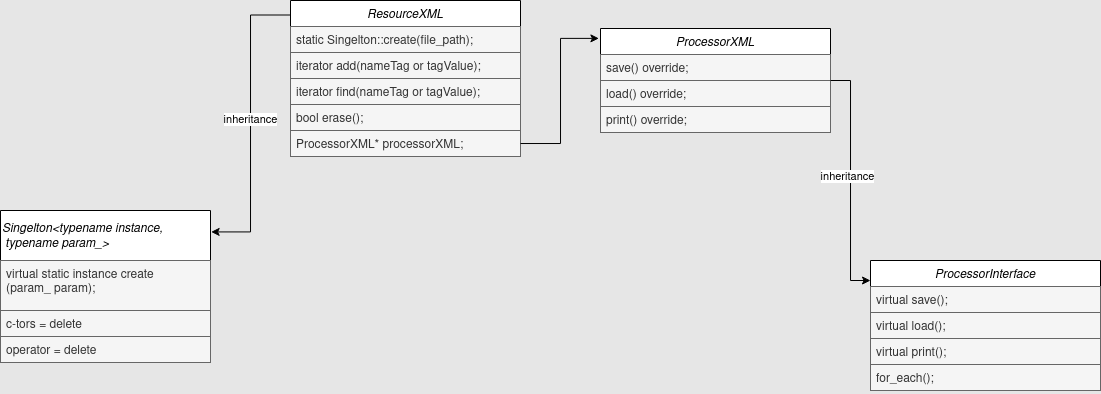 ResourceXML
static Singelton::create(file_path);
iterator add(nameTag or tagValue);
iterator find(nameTag or tagValue);
bool erase();
ProcessorXML* processorXML;
inheritance
ProcessorXML
save() override;
load() override;
print() override;
inheritance
Singelton<typename instance,
typename param_>
virtual static instance create
(param_ param);
c-tors = delete
operator = delete
ProcessorInterface
virtual save();
virtual load();
virtual print();
for_each();